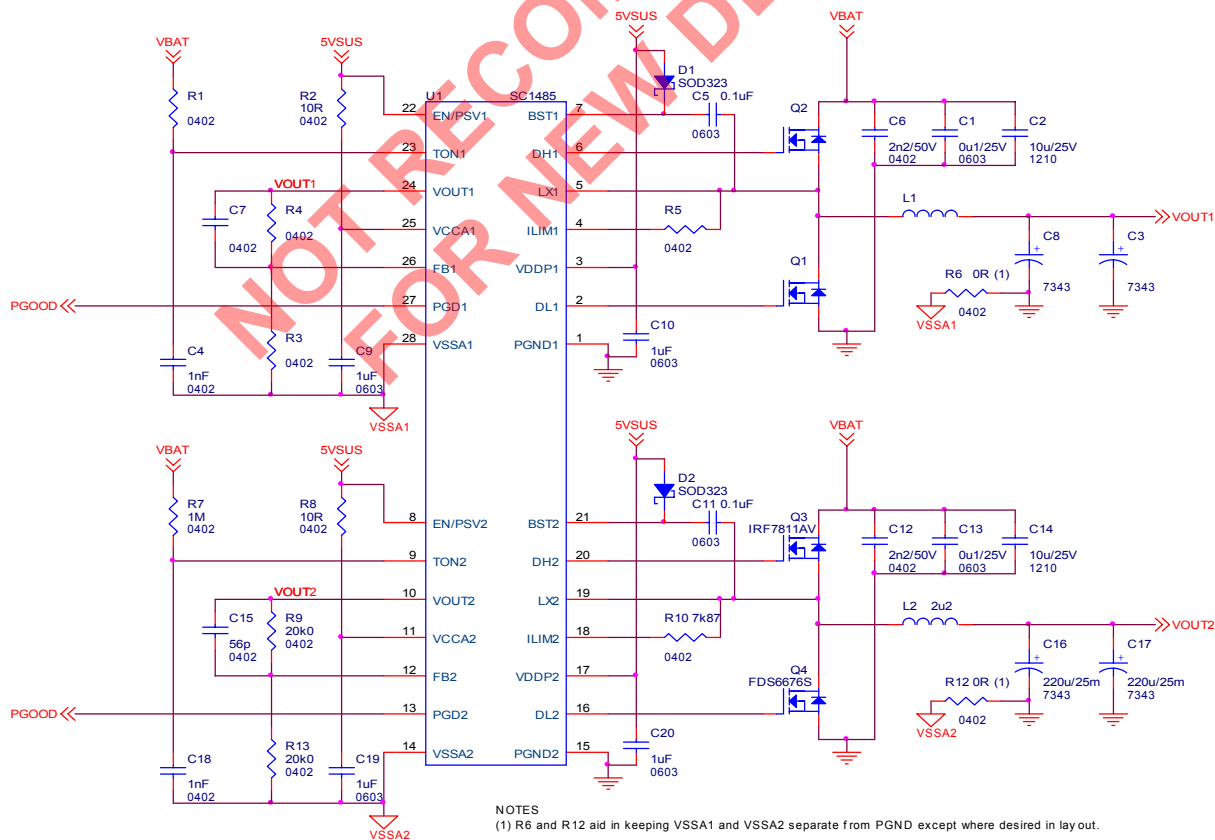 NOT RECOM
FOR NEW DE
VBAT
5VSUS
5VSUS
VBAT
R1
0402
R2
10R
0402
U1
SC1485
D1
SOD323
C5 0.1uF
0603
Q2
C6
2n2/50V
0402
C1
0u1/25V
0603
C2
10u/25V
1210
22 EN/PSV1
BST1 7
23 TON1
DH1 6
VOUT1
24 VOUT1
LX1 5
C7
0402
R4
0402
25 VCCA1
ILIM1 4
R5
0402
L1
VOUT1
26 FB1
VDDP1 3
C8
7343
C3
7343
PGOOD
27 PGD1
DL1 2
Q1
R6 0R (1)
0402
VSSA1
R3
0402
28 VSSA1
PGND1 1
C10
1uF
0603
C4
1nF
0402
C9
1uF
0603
VSSA1
VBAT
5VSUS
5VSUS
VBAT
R7
1M
0402
R8
10R
0402
D2
SOD323
C11 0.1uF
0603
Q3
IRF7811AV
C12
2n2/50V
0402
C13
0u1/25V
0603
C14
10u/25V
1210
8 EN/PSV2
BST2 21
9 TON2
DH2 20
VOUT2
10 VOUT2
LX2 19
C15
56p
0402
R9
20k0
0402
11 VCCA2
ILIM2 18
R10 7k87
0402
L2 2u2
VOUT2
12 FB2
VDDP2 17
Q4
FDS6676S
C16
220u/25m
7343
C17
220u/25m
7343
R12 0R (1)
0402
VSSA2
PGOOD
13 PGD2
DL2 16
R13
20k0
0402
14 VSSA2
PGND2 15
C20
1uF
0603
C18
1nF
0402
C19
1uF
0603
VSSA2
NOTES
(1) R6 and R12 aid in keeping VSSA1 and VSSA2 separate from PGND except where desired in layout.